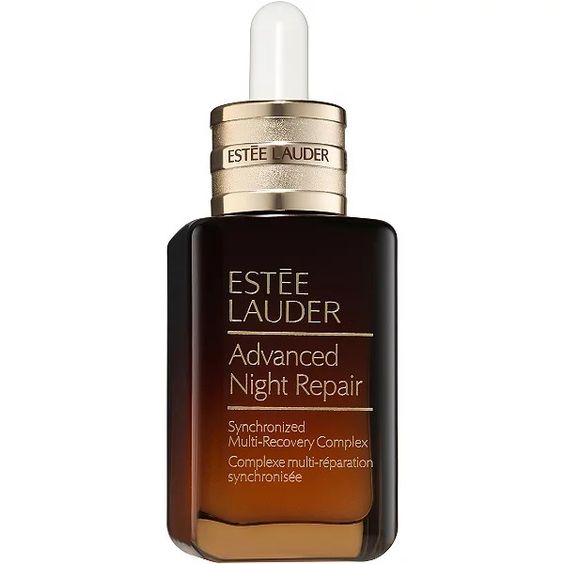 ESTĒE LAUDER
ESTĒE
LAUDER
Advanced
Night Repair
Synchronized
Multi-Recovery Complex
Complexe multi-réparation
synchronisée